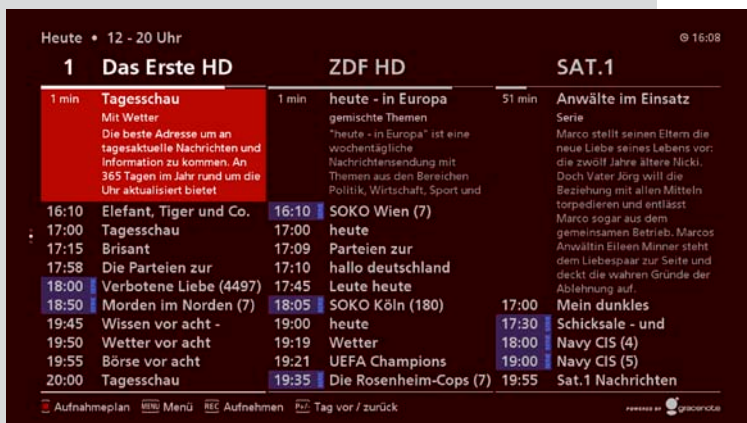 Heute • 12 - 20 Uhr
16:08
1 Das Erste HD
1 min Tagesschau
Mit Wetter
Die beste Adresse um an
tagesaktuelle Nachrichten und
Information zu kommen. An
365 Tagen im Jahr rund um die
Uhr aktualisiert bietet
16:10 Elefant, Tiger und Co.
17:00 Tagesschau
17:15 Brisant
17:58 Die Parteien zur
18:00 Verbotene Liebe (4497)
18:50 Morden im Norden (7)
19:45 Wissen vor acht -
19:50 Wetter vor acht
19:55 Börse vor acht
20:00 Tagesschau
ZDF HD
1 min heute - in Europa
gemischte Themen
"heute - in Europa" ist eine
wochentägliche
Nachrichtensendung mit
Themen aus den Bereichen
Politik, Wirtschaft, Sport und
16:10 SOKO Wien (7)
17:00 heute
17:09 Parteien zur
17:10 hallo deutschland
17:45 Leute heute
18:05 SOKO Köln (180)
19:00 heute
19:19 Wetter
19:21 UEFA Champions
19:35 Die Rosenheim-Cops (7)
SAT.1
51 min Anwälte im Einsatz
Serie
Marco stellt seinen Eltern die
neue Liebe seines Lebens vor:
die zwölf Jahre ältere Nicki.
Doch Vater Jörg will die
Beziehung mit allen Mitteln
torpedieren und entlässt
Marco sogar aus dem
gemeinsamen Betrieb. Marcos
Anwältin Eileen Minner steht
dem Liebespaar zur Seite und
deckt die wahren Gründe der
Ablehnung auf.
17:00 Mein dunkles
17:30 Schicksale - und
18:00 Navy CIS (4)
19:00 Navy CIS (5)
19:55 Sat.1 Nachrichten
Aufnahmeplan MENU Menü REC Aufnehmen P+/- Tag vor / zurück
POWERED BY gracenote